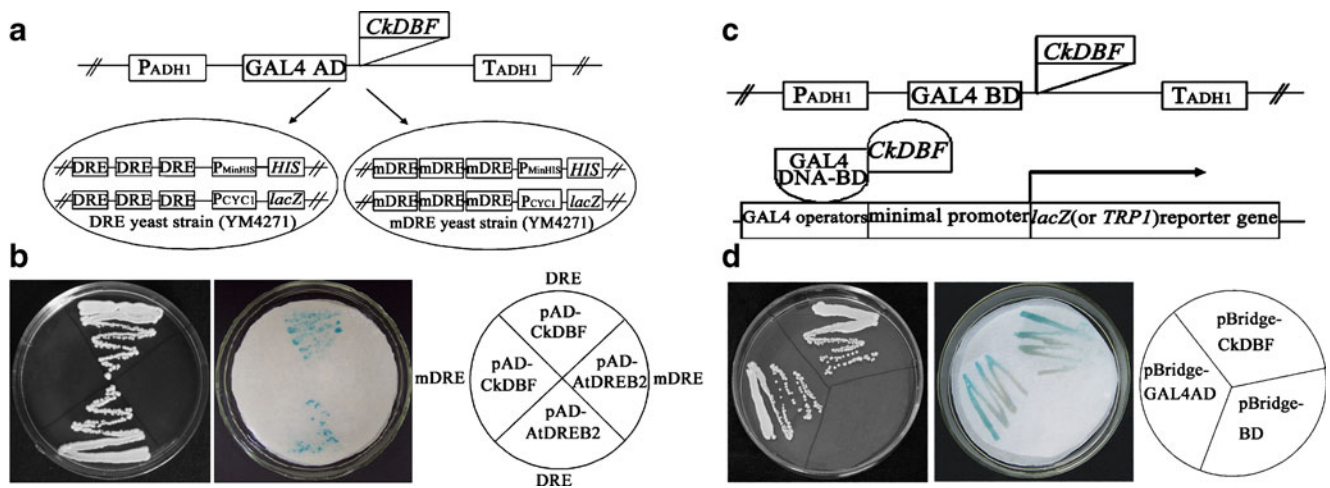 a
CkDBF
PADH1
GAL4 AD
TADH1
DRE DRE DRE PMinHIS HIS
DRE DRE DRE PCYC1 lacZ
DRE yeast strain (YM4271)
mDRE mDRE mDRE PMinHIS HIS
mDRE mDRE mDRE PCYC1 lacZ
mDRE yeast strain (YM4271)
b
DRE
pAD-
CkDBF
mDRE
pAD-
CkDBF
pAD-
AtDREB2
mDRE
pAD-
AtDREB2
DRE
c
CkDBF
PADH1
GAL4 BD
TADH1
GAL4
DNA-BD
CkDBF
GAL4 operators
minimal promoter
lacZ(or TRP1)reporter gene
d
pBridge-
CkDBF
pBridge-
GAL4AD
pBridge-
BD